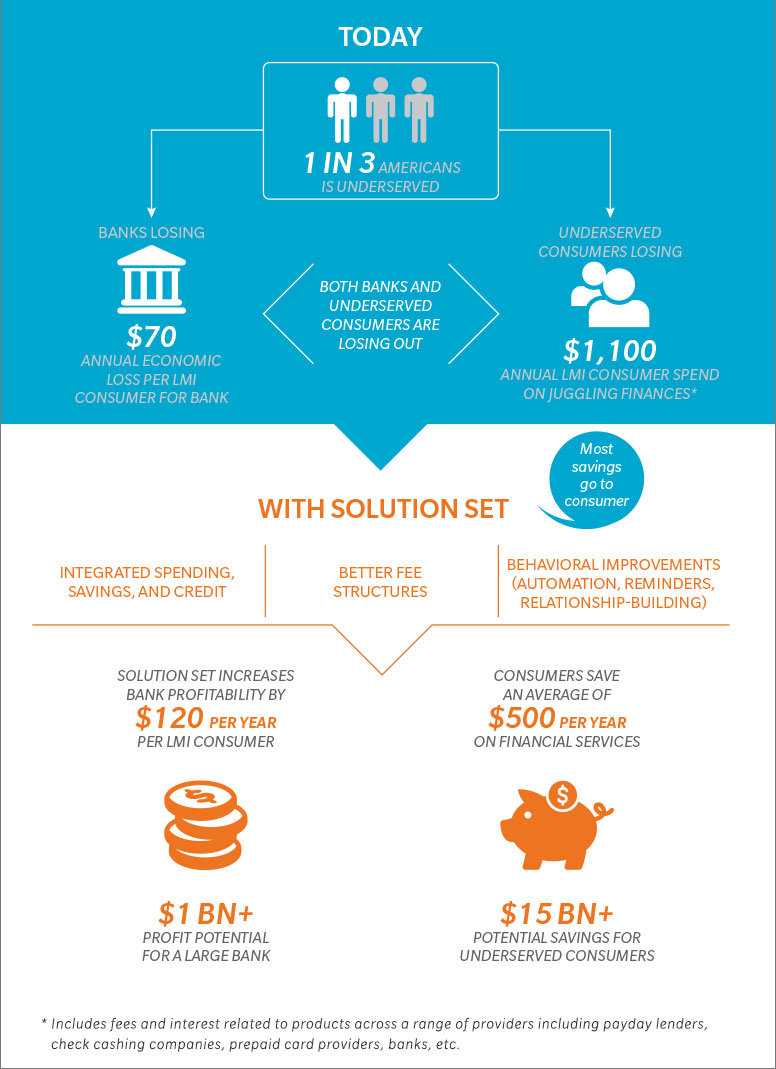 TODAY
1 IN 3 AMERICANS
IS UNDERSERVED
BANKS LOSING
$70
ANNUAL ECONOMIC
LOSS PER LMI
CONSUMER FOR BANK
BOTH BANKS AND
UNDERSERVED
CONSUMERS ARE
LOSING OUT
UNDERSERVED
CONSUMERS LOSING
$1,100
ANNUAL LMI CONSUMER SPEND
ON JUGGLING FINANCES*
Most
savings
go to
consumer
WITH SOLUTION SET
INTEGRATED SPENDING,
SAVINGS, AND CREDIT
BETTER FEE
STRUCTURES
BEHAVIORAL IMPROVEMENTS
(AUTOMATION, REMINDERS,
RELATIONSHIP-BUILDING)
SOLUTION SET INCREASES
BANK PROFITABILITY BY
$120 PER YEAR
PER LMI CONSUMER
$
$1 BN+
PROFIT POTENTIAL
FOR A LARGE BANK
CONSUMERS SAVE
AN AVERAGE OF
$500 PER YEAR
ON FINANCIAL SERVICES
$
$15 BN+
POTENTIAL SAVINGS FOR
UNDERSERVED CONSUMERS
* Includes fees and interest related to products across a range of providers including payday lenders,
check cashing companies, prepaid card providers, banks, etc.